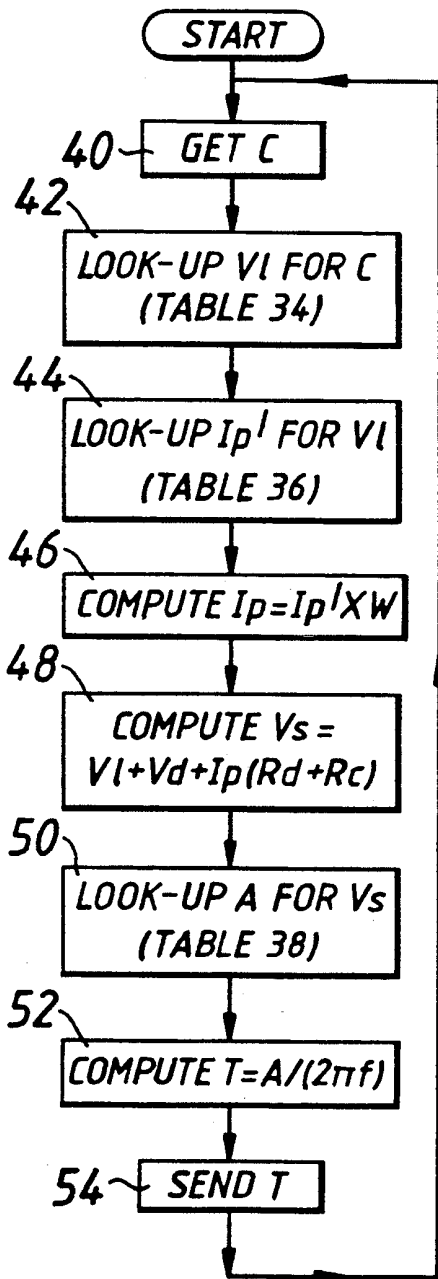 START
40
GET C
42
LOOK-UP Vl FOR C
(TABLE 34)
44
LOOK-UP Ip' FOR Vl
(TABLE 36)
46
COMPUTE Ip=Ip'XW
48
COMPUTE Vs=
Vl+Vd+Ip(Rd+Rc)
50
LOOK-UP A FOR Vs
(TABLE 38)
52
COMPUTE T=A/(2πf)
54
SEND T